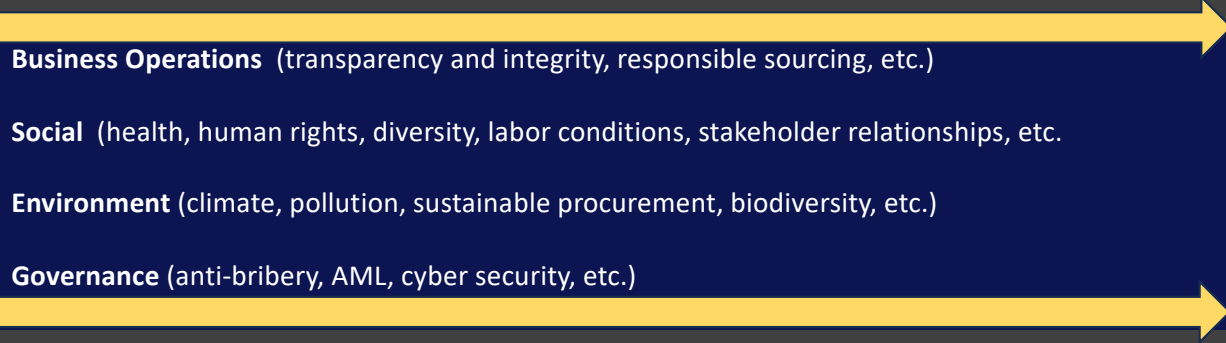 Business Operations (transparency and integrity, responsible sourcing, etc.)
Social (health, human rights, diversity, labor conditions, stakeholder relationships, etc.
Environment (climate, pollution, sustainable procurement, biodiversity, etc.)
Governance (anti-bribery, AML, cyber security, etc.)